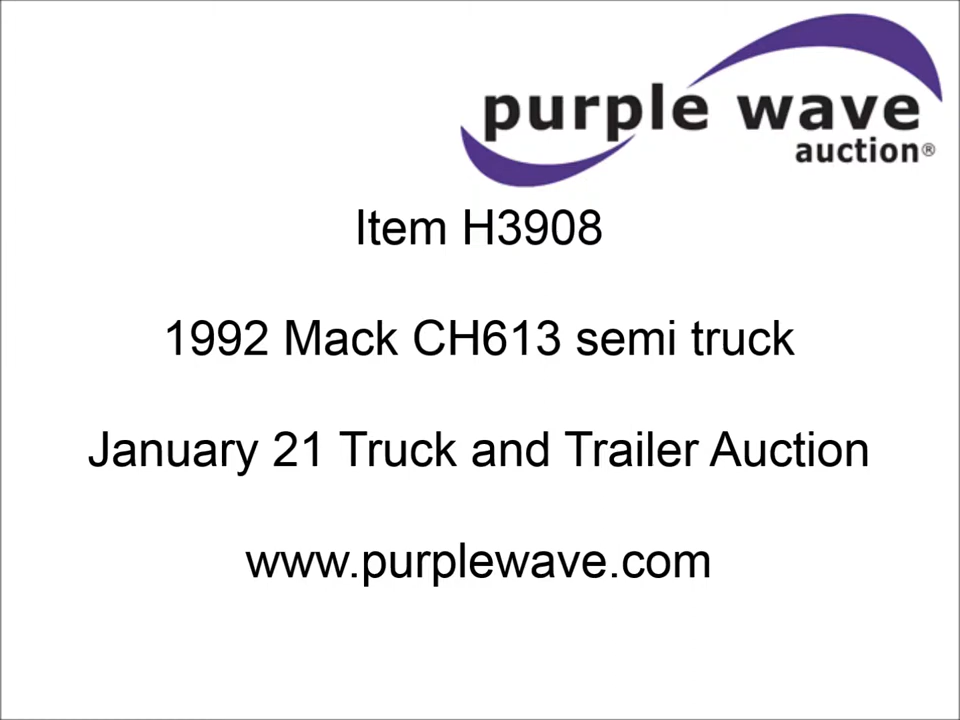 purple wave
auction®
Item H3908
1992 Mack CH613 semi truck
January 21 Truck and Trailer Auction
www.purplewave.com